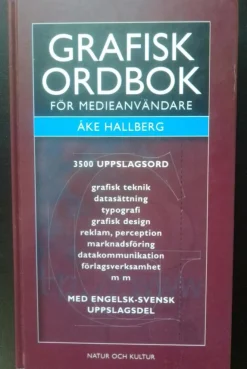 GRAFISK
ORDBOK
FÖR MEDIEANVÄNDARE
ÅKE HALLBERG
3500 UPPSLAGSORD
grafisk teknik
datasättning
typografi
grafisk design
reklam, perception
marknadsföring
datakommunikation
förlagsverksamhet
m m
MED ENGELSK-SVENSK
UPPSLAGSDEL
NATUR OCH KULTUR